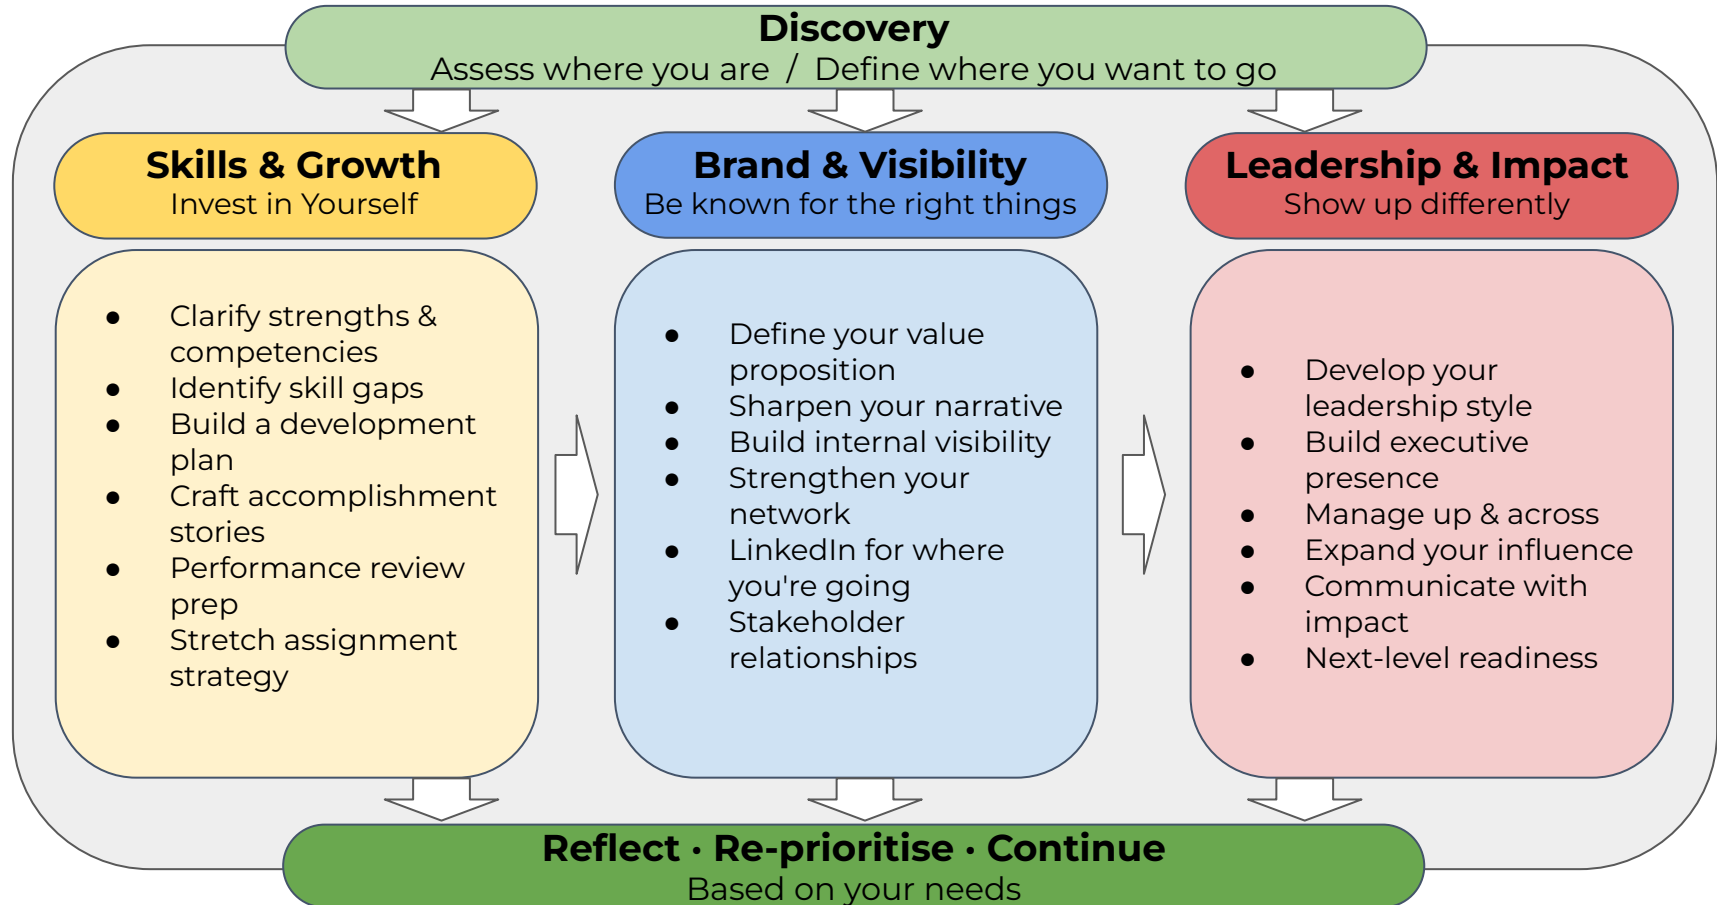 Discovery
Assess where you are / Define where you want to go
Skills & Growth
Invest in Yourself
● Clarify strengths &
competencies
● Identify skill gaps
● Build a development
plan
● Craft accomplishment
stories
● Performance review
prep
● Stretch assignment
strategy
Brand & Visibility
Be known for the right things
● Define your value
proposition
● Sharpen your narrative
● Build internal visibility
● Strengthen your
network
● LinkedIn for where
you're going
● Stakeholder
relationships
Leadership & Impact
Show up differently
● Develop your
leadership style
● Build executive
presence
● Manage up & across
● Expand your influence
● Communicate with
impact
● Next-level readiness
Reflect · Re-prioritise · Continue
Based on your needs